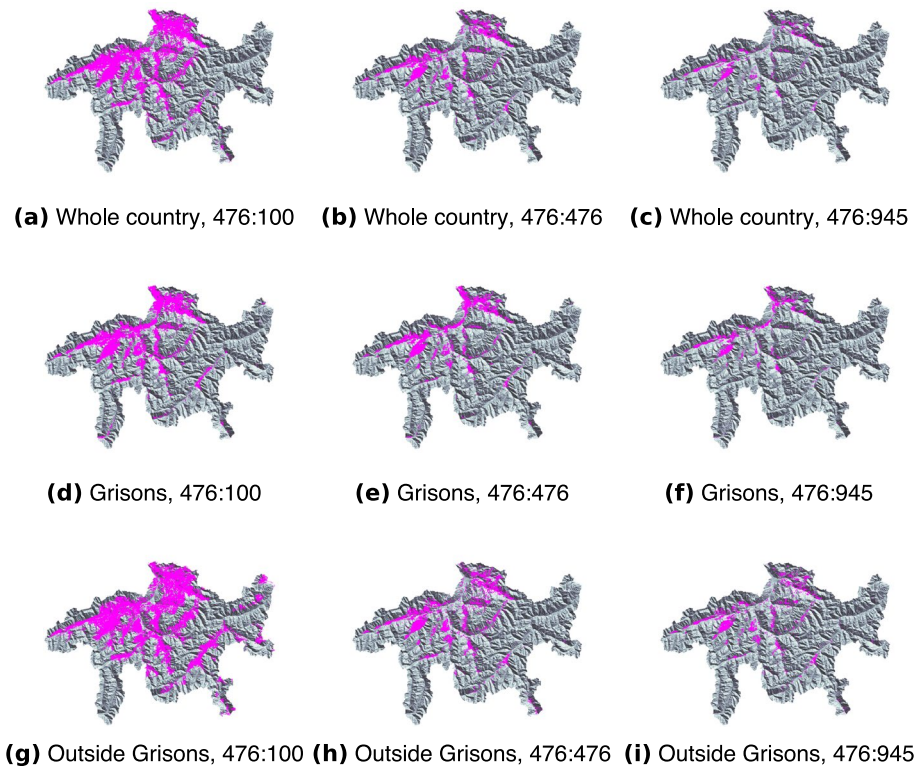 (a) Whole country, 476:100 (b) Whole country, 476:476 (c) Whole country, 476:945
(d) Grisons, 476:100 (e) Grisons, 476:476 (f) Grisons, 476:945
(g) Outside Grisons, 476:100 (h) Outside Grisons, 476:476 (i) Outside Grisons, 476:945